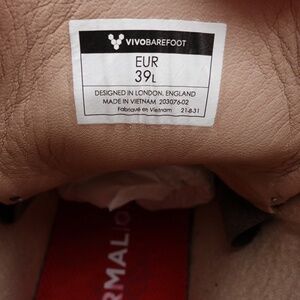 VIVOBAREFOOT
EUR
39L
DESIGNED IN LONDON, ENGLAND
MADE IN VIETNAM 203076-02
Fabriqué en Vietnam 21-8-31
RMAL